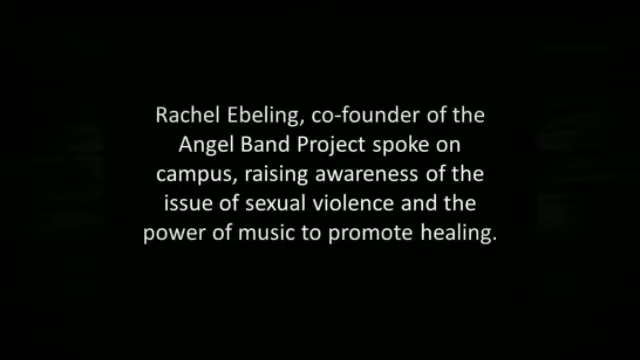 Rachel Ebeling, co-founder of the
Angel Band Project spoke on
campus, raising awareness of the
issue of sexual violence and the
power of music to promote healing.